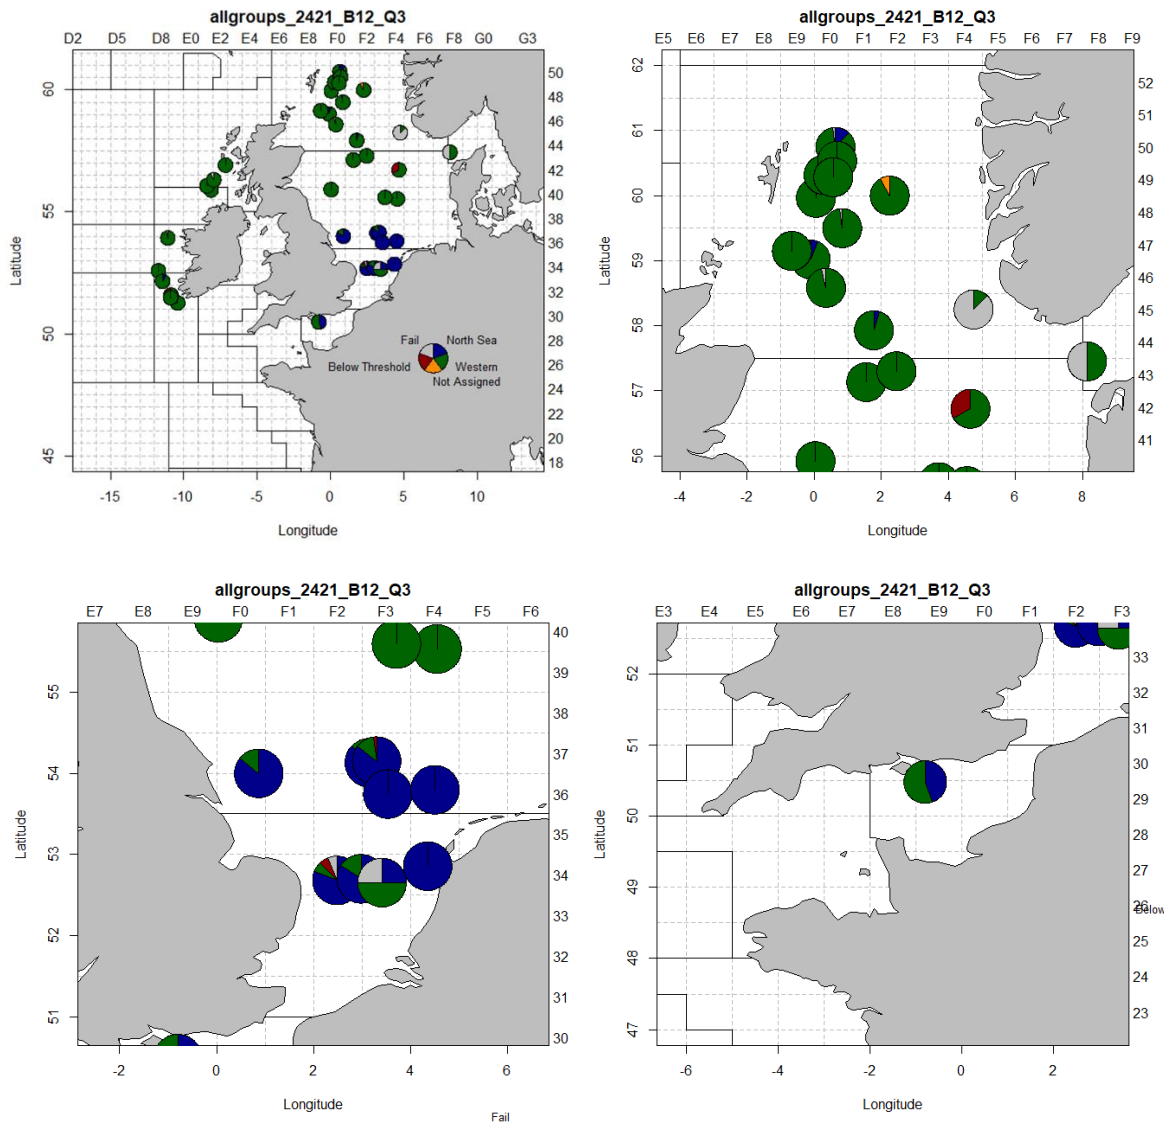 allgroups_2421_B12_Q3
D2 D5 D8 E0 E2 E4 E6 E8 F0 F2 F4 F6 F8 G0 G3
60
55
50
45
Latitude
50
48
46
44
42
40
38
36
34
32
30
28
26
24
22
20
18
Fail North Sea
Below Threshold Western
Not Assigned
-15 -10 -5 0 5 10
Longitude
allgroups_2421_B12_Q3
E5 E6 E7 E8 E9 F0 F1 F2 F3 F4 F5 F6 F7 F8 F9
62
61
60
59
58
57
56
Latitude
52
51
50
49
48
47
46
45
44
43
42
41
-4 -2 0 2 4 6 8
Longitude
allgroups_2421_B12_Q3
E7 E8 E9 F0 F1 F2 F3 F4 F5 F6
55
54
53
52
51
Latitude
40
39
38
37
36
35
34
33
32
31
30
-2 0 2 4 6
Longitude
Fail
allgroups_2421_B12_Q3
E3 E4 E5 E6 E7 E8 E9 F0 F1 F2 F3
52
51
50
49
48
47
Latitude
33
32
31
30
29
28
27
26
Below
25
24
23
-6 -4 -2 0 2
Longitude